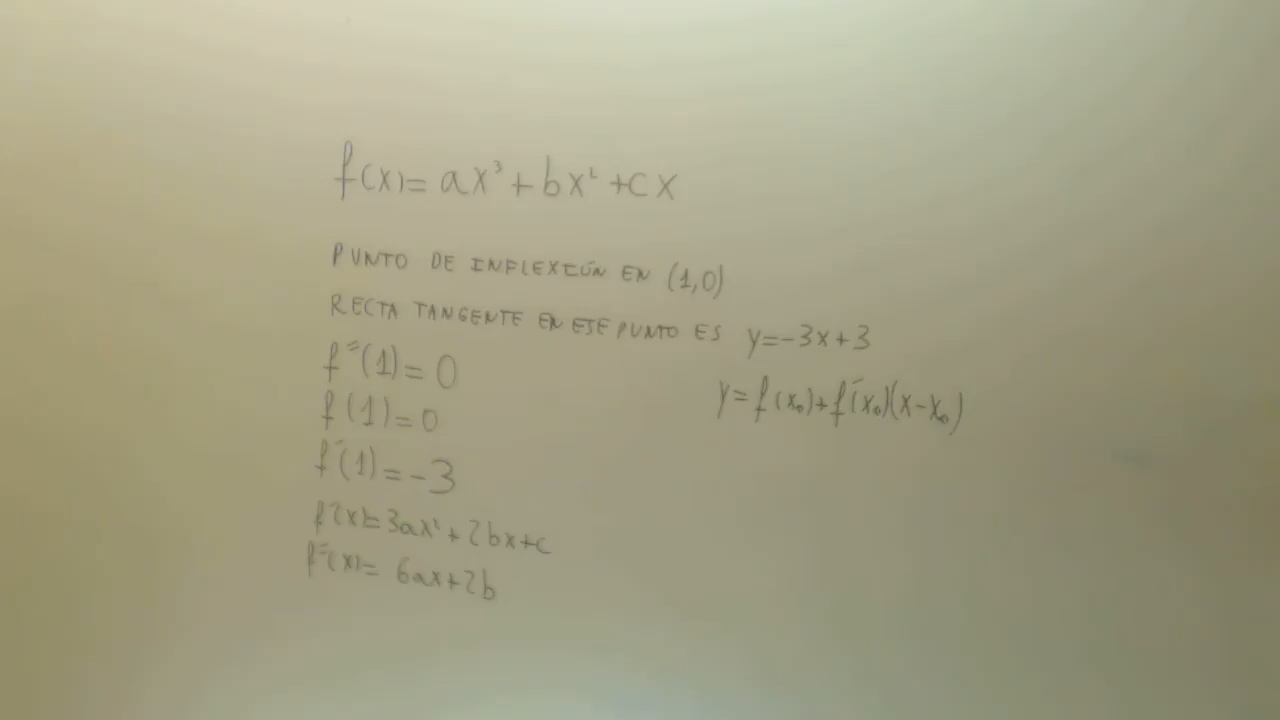 f(x)=ax³+bx²+cx
PUNTO DE INFLEXIÓN EN (1,0)
RECTA TANGENTE EN ESE PUNTO ES y=-3x+3
f''(1)=0
y=f(x₀)+f'(x₀)(x-x₀)
f(1)=0
f'(1)=-3
f'(x)=3ax²+2bx+c
f''(x)=6ax+2b